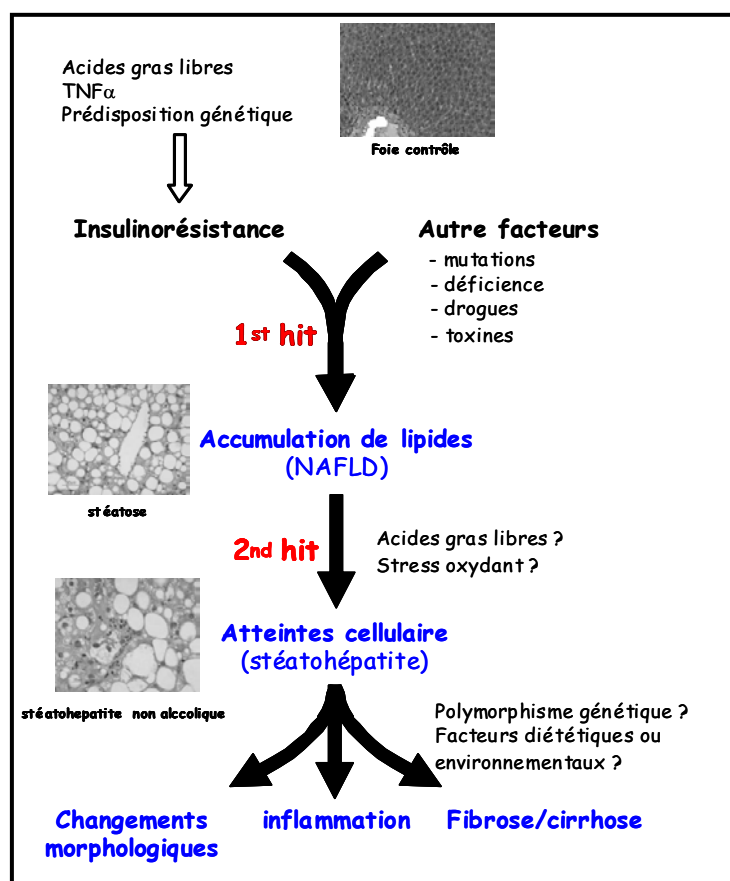 Acides gras libres
TNFα
Prédisposition génétique
Foie contrôle
Insulinorésistance
Autre facteurs
- mutations
- déficience
- drogues
- toxines
1st hit
Accumulation de lipides
(NAFLD)
stéatose
2nd hit
Acides gras libres ?
Stress oxydant ?
Atteintes cellulaire
(stéatohépatite)
stéatohepatite non alccolique
Polymorphisme génétique ?
Facteurs diététiques ou
environnementaux ?
Changements
morphologiques
inflammation
Fibrose/cirrhose